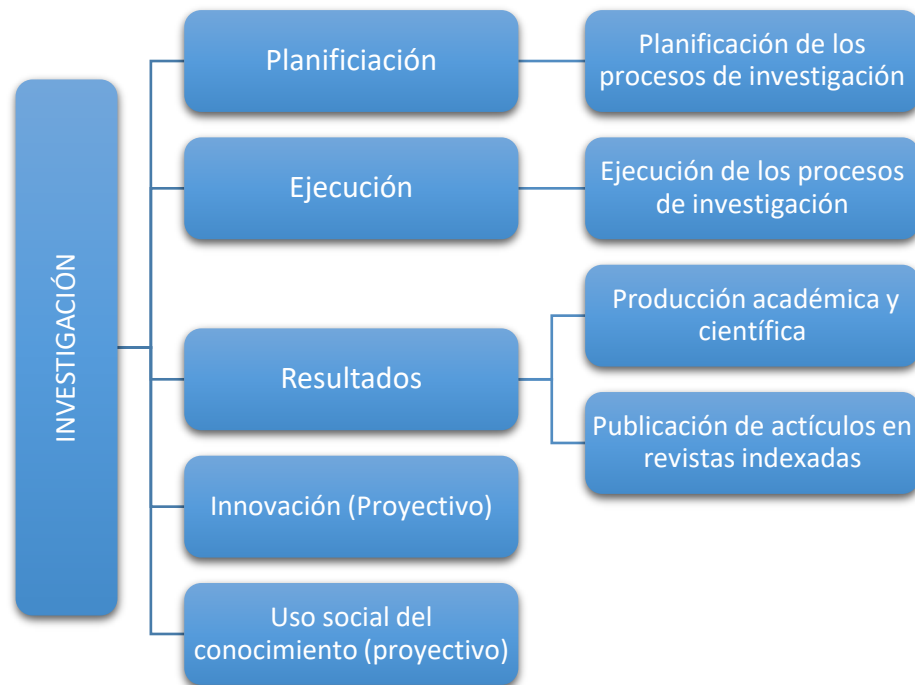 INVESTIGACIÓN
Planificiación
Planificación de los
procesos de investigación
Ejecución
Ejecución de los procesos
de investigación
Resultados
Producción académica y
científica
Publicación de actículos en
revistas indexadas
Innovación (Proyectivo)
Uso social del
conocimiento (proyectivo)